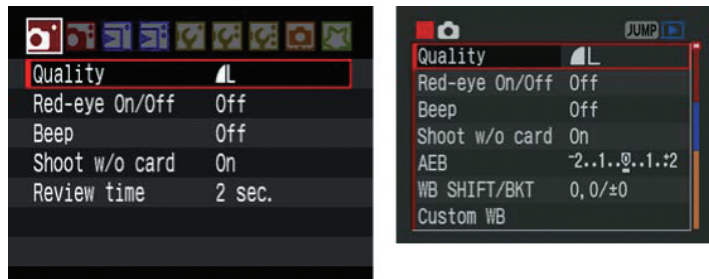 Quality L
Red-eye On/Off Off
Beep Off
Shoot w/o card On
Review time 2 sec.
JUMP
Quality L
Red-eye On/Off Off
Beep Off
Shoot w/o card On
AEB -2..1..0..1..+2
WB SHIFT/BKT 0,0/±0
Custom WB